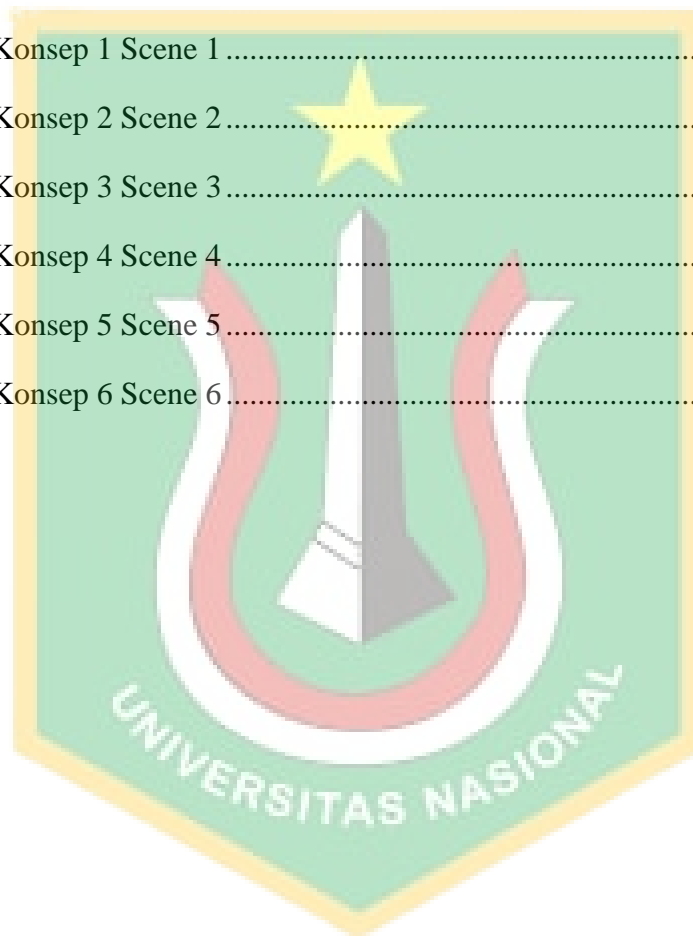 Konsep 1 Scene 1 ..........................................................
Konsep 2 Scene 2 ..........................................................
Konsep 3 Scene 3 ..........................................................
Konsep 4 Scene 4 ..........................................................
Konsep 5 Scene 5 ..........................................................
Konsep 6 Scene 6 ..........................................................
UNIVERSITAS NASIONAL